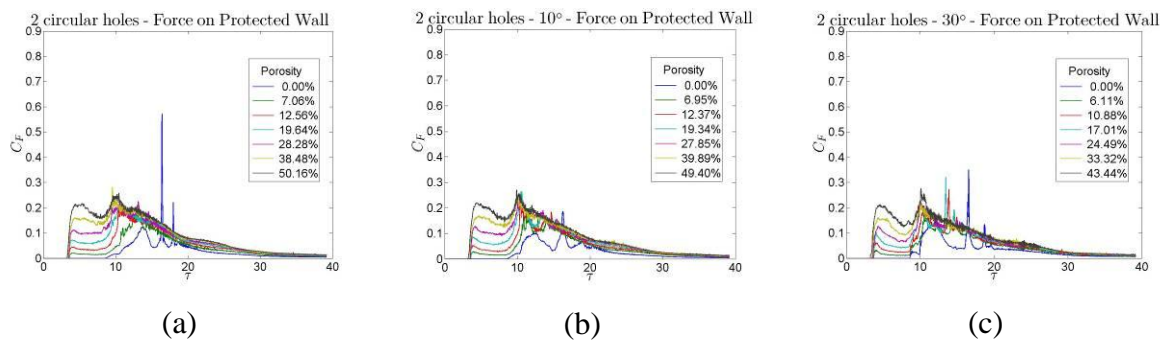 2 circular holes - Force on Protected Wall
0.9
0.8
0.7
0.6
0.5
0.4
0.3
0.2
0.1
0
C_F
Porosity
0.00%
7.06%
12.56%
19.64%
28.28%
38.48%
50.16%
0 10 20 30 40
τ
(a)
2 circular holes - 10° - Force on Protected Wall
0.9
0.8
0.7
0.6
0.5
0.4
0.3
0.2
0.1
0
C_F
Porosity
0.00%
6.95%
12.37%
19.34%
27.85%
39.89%
49.40%
0 10 20 30 40
τ
(b)
2 circular holes - 30° - Force on Protected Wall
0.9
0.8
0.7
0.6
0.5
0.4
0.3
0.2
0.1
0
C_F
Porosity
0.00%
6.11%
10.88%
17.01%
24.49%
33.32%
43.44%
0 10 20 30 40
τ
(c)